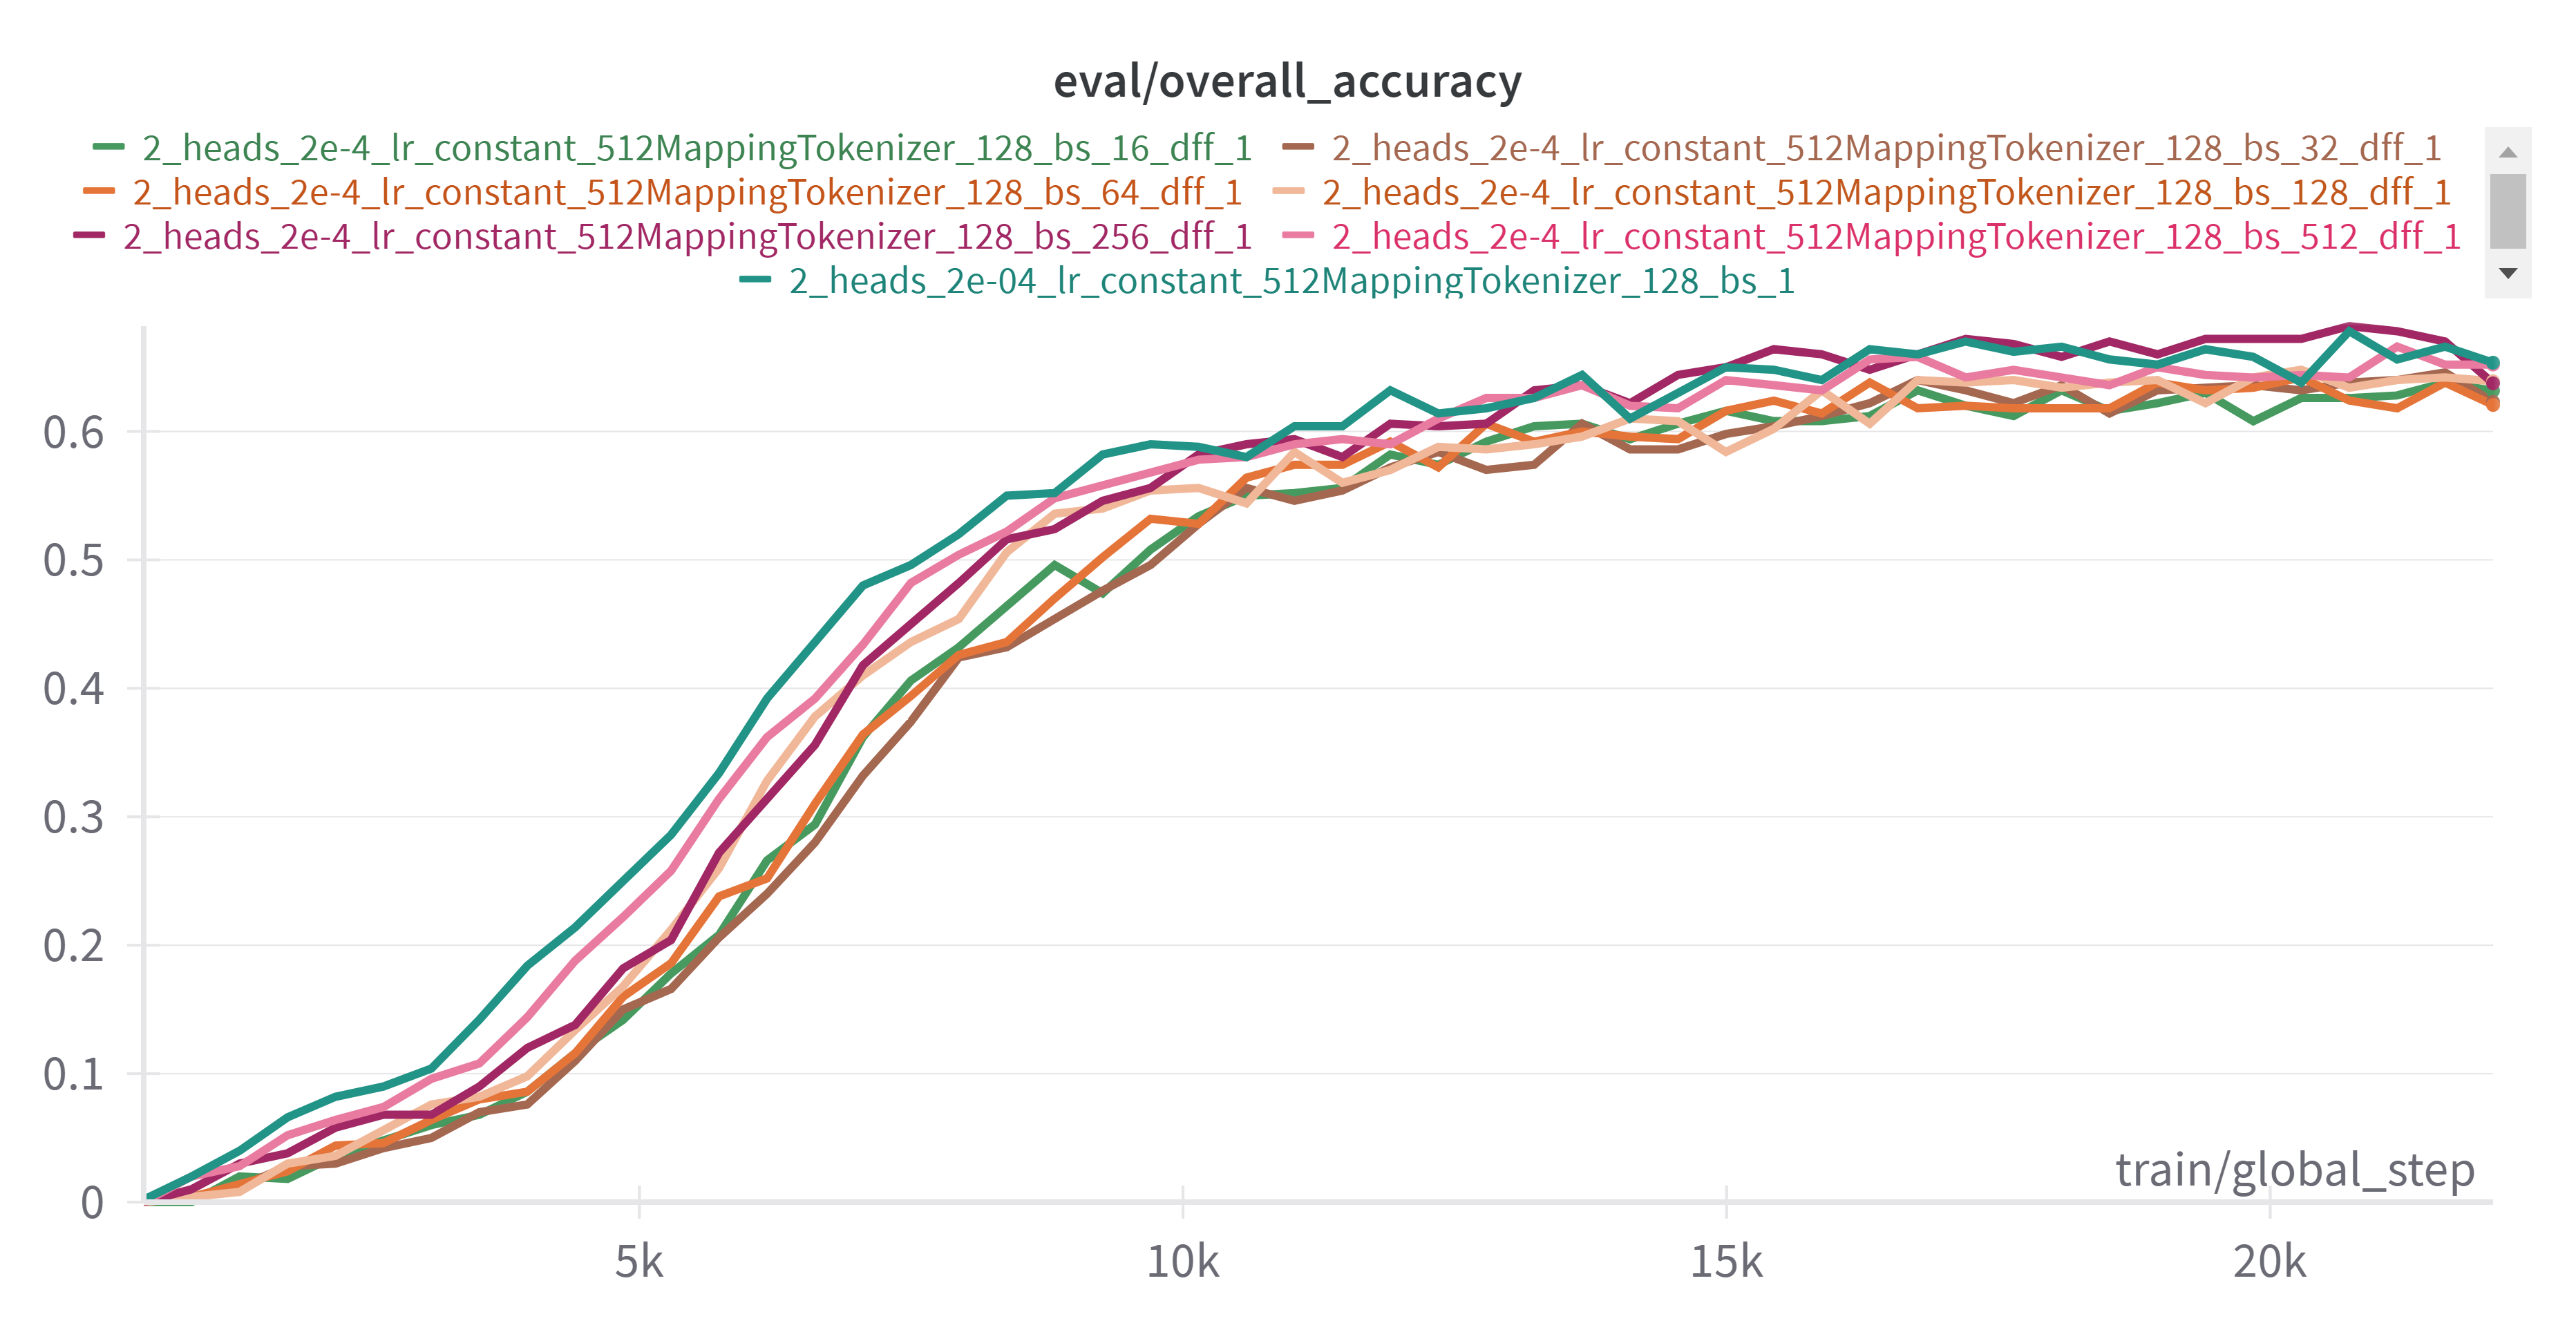 eval/overall_accuracy
2_heads_2e-4_lr_constant_512MappingTokenizer_128_bs_16_dff_1 2_heads_2e-4_lr_constant_512MappingTokenizer_128_bs_32_dff_1
2_heads_2e-4_lr_constant_512MappingTokenizer_128_bs_64_dff_1 2_heads_2e-4_lr_constant_512MappingTokenizer_128_bs_128_dff_1
2_heads_2e-4_lr_constant_512MappingTokenizer_128_bs_256_dff_1 2_heads_2e-4_lr_constant_512MappingTokenizer_128_bs_512_dff_1
2_heads_2e-04_lr_constant_512MappingTokenizer_128_bs_1
0.6
0.5
0.4
0.3
0.2
0.1
train/global_step
0
5k 10k 15k 20k